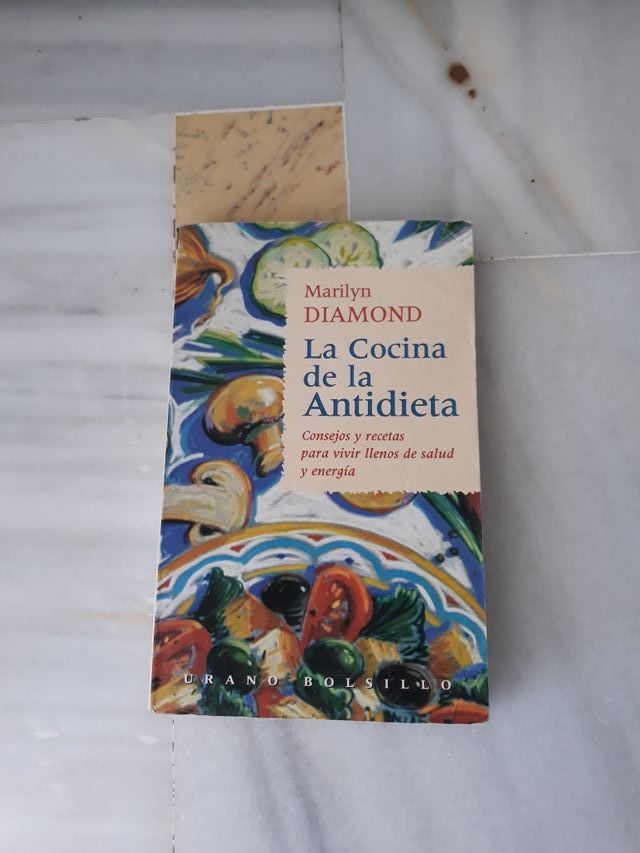 Marilyn
DIAMOND
La Cocina
de la
Antidieta
Consejos y recetas
para vivir llenos de salud
y energía
URANO BOLSILLO